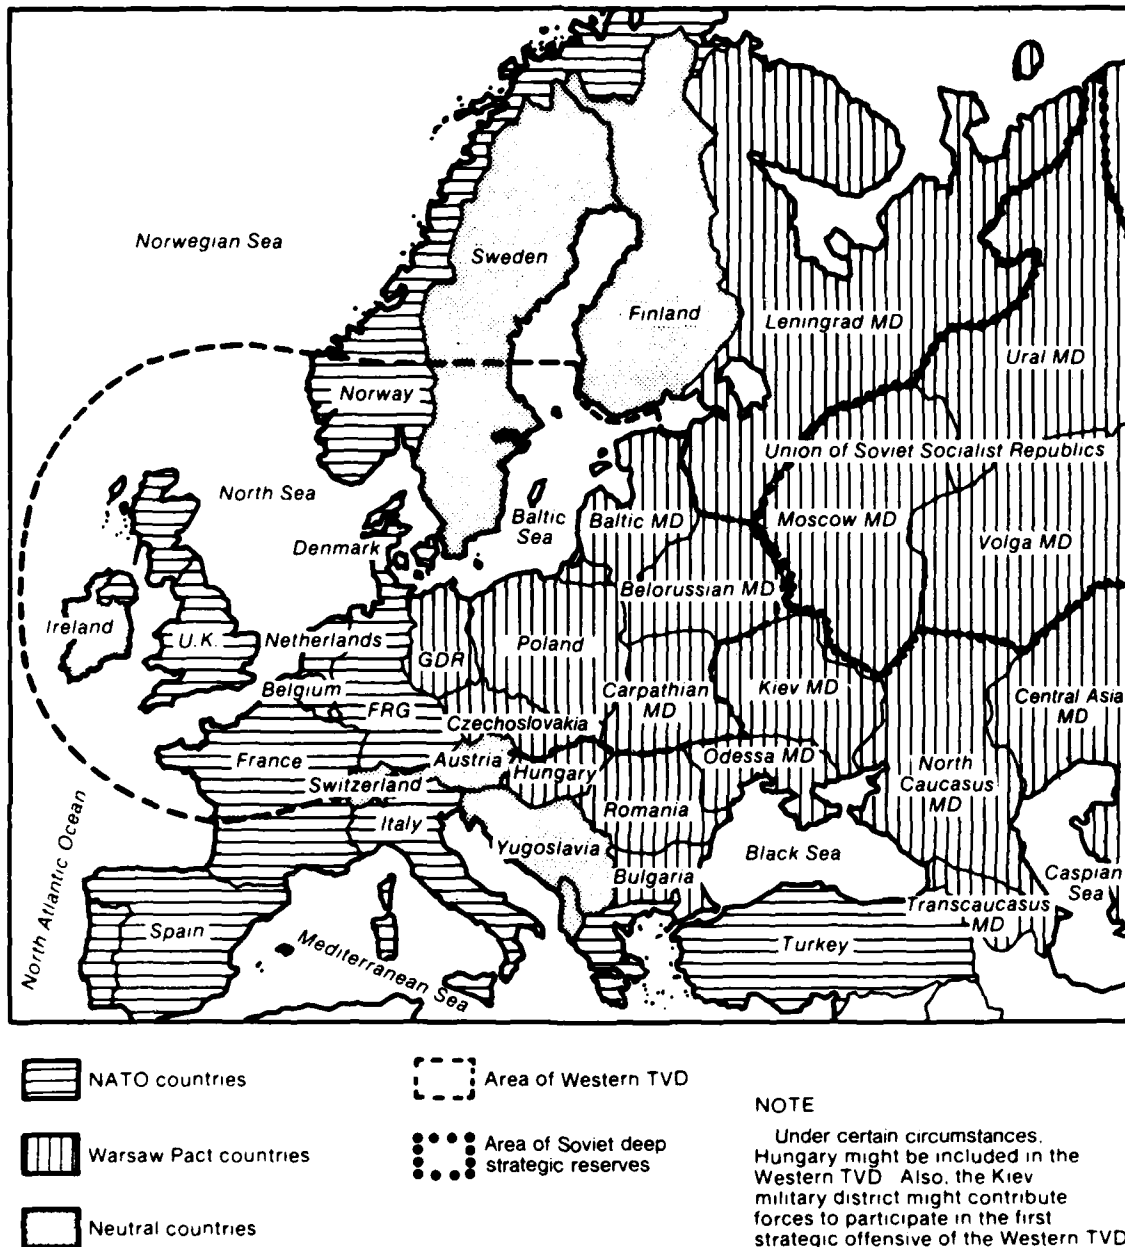 Norwegian Sea
Sweden
Finland
Leningrad MD
Ural MD
Norway
Union of Soviet Socialist Republics
North Sea
Baltic
Sea
Baltic MD
Moscow MD
Volga MD
Denmark
Belorussian MD
Ireland
U.K.
Netherlands
GDR
Poland
Belgium
FRG
Carpathian
MD
Kiev MD
Central Asia
MD
Czechoslovakia
France
Austria
Hungary
Odessa MD
Switzerland
North
Caucasus
MD
Romania
Italy
Yugoslavia
Black Sea
North Atlantic Ocean
Bulgaria
Caspian
Sea
Transcaucasus
MD
Spain
Mediterranean Sea
Turkey
NATO countries
Warsaw Pact countries
Neutral countries
Area of Western TVD
Area of Soviet deep
strategic reserves
NOTE
Under certain circumstances,
Hungary might be included in the
Western TVD Also, the Kiev
military district might contribute
forces to participate in the first
strategic offensive of the Western TVD